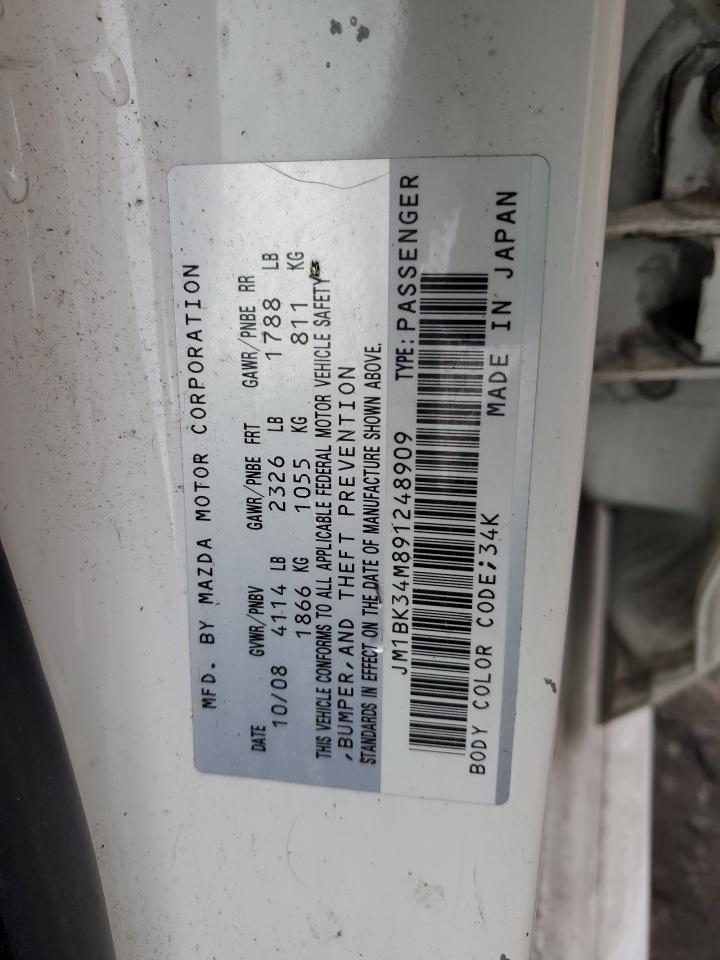 MFD. BY MAZDA MOTOR CORPORATION
DATE GVWR/PNBV GAWR/PNBE FRT GAWR/PNBE RR
10/08 4114 LB 2326 LB 1788 LB
1866 KG 1055 KG 811 KG
THIS VEHICLE CONFORMS TO ALL APPLICABLE FEDERAL MOTOR VEHICLE SAFETY
,BUMPER,AND THEFT PREVENTION
STANDARDS IN EFFECT ON THE DATE OF MANUFACTURE SHOWN ABOVE.
JM1BK34M891248909 TYPE:PASSENGER
BODY COLOR CODE;34K MADE IN JAPAN